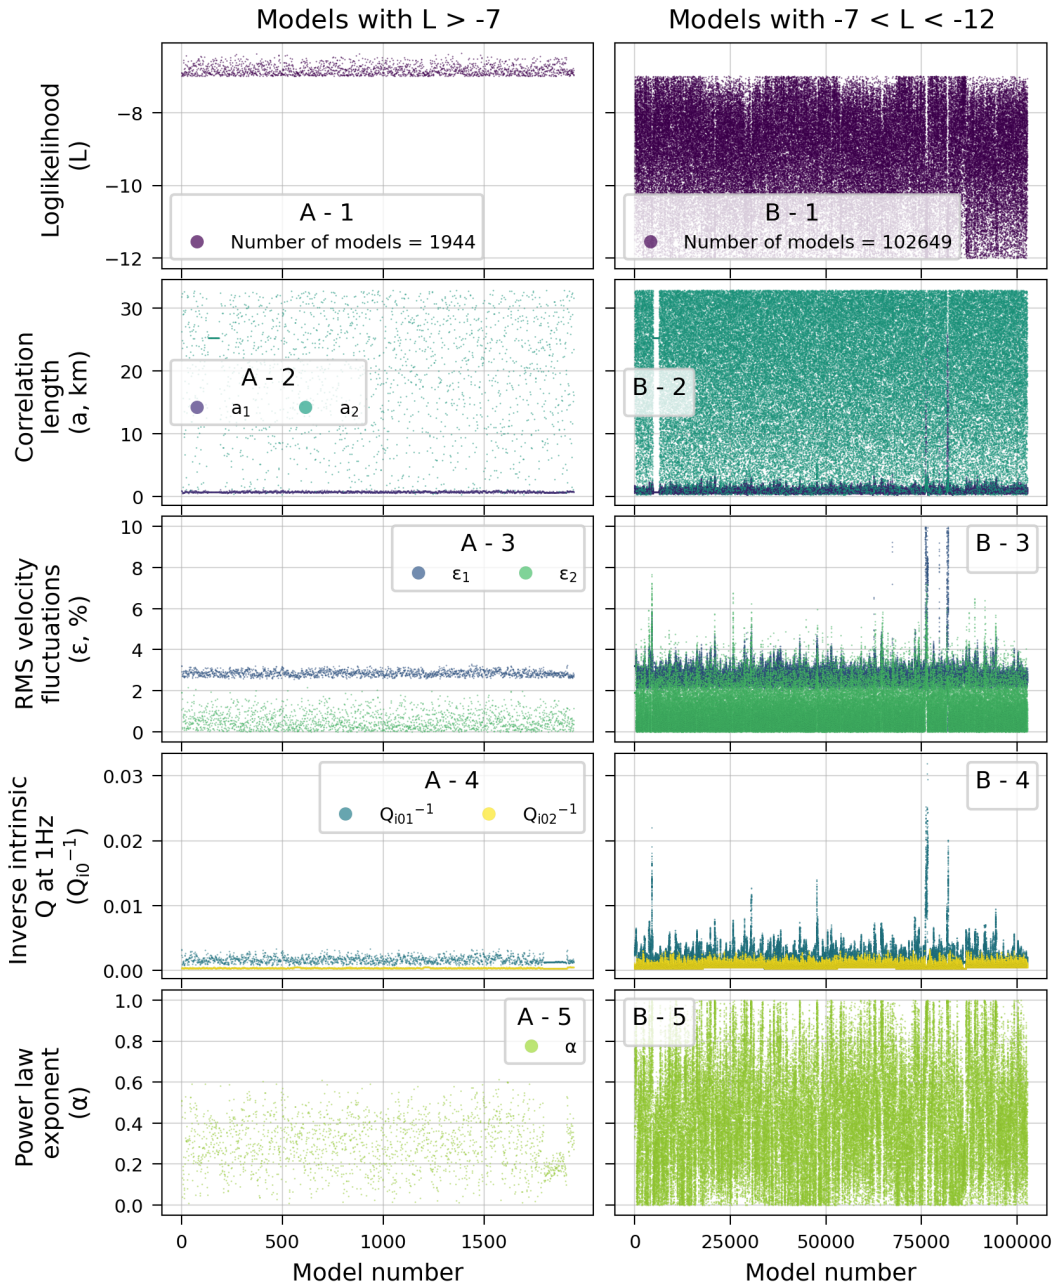 Models with L > -7
Models with -7 < L < -12
Loglikelihood
(L)
−8
−10
−12
A - 1
Number of models = 1944
B - 1
Number of models = 102649
Correlation
length
(a, km)
30
20
10
0
A - 2
a₁
a₂
B - 2
RMS velocity
fluctuations
(ε, %)
10
8
6
4
2
0
A - 3
ε₁
ε₂
B - 3
Inverse intrinsic
Q at 1Hz
(Qᵢ₀⁻¹)
0.03
0.02
0.01
0.00
A - 4
Qᵢ₀₁⁻¹
Qᵢ₀₂⁻¹
B - 4
Power law
exponent
(α)
1.0
0.8
0.6
0.4
0.2
0.0
A - 5
α
B - 5
0
500
1000
1500
0
25000
50000
75000
100000
Model number
Model number